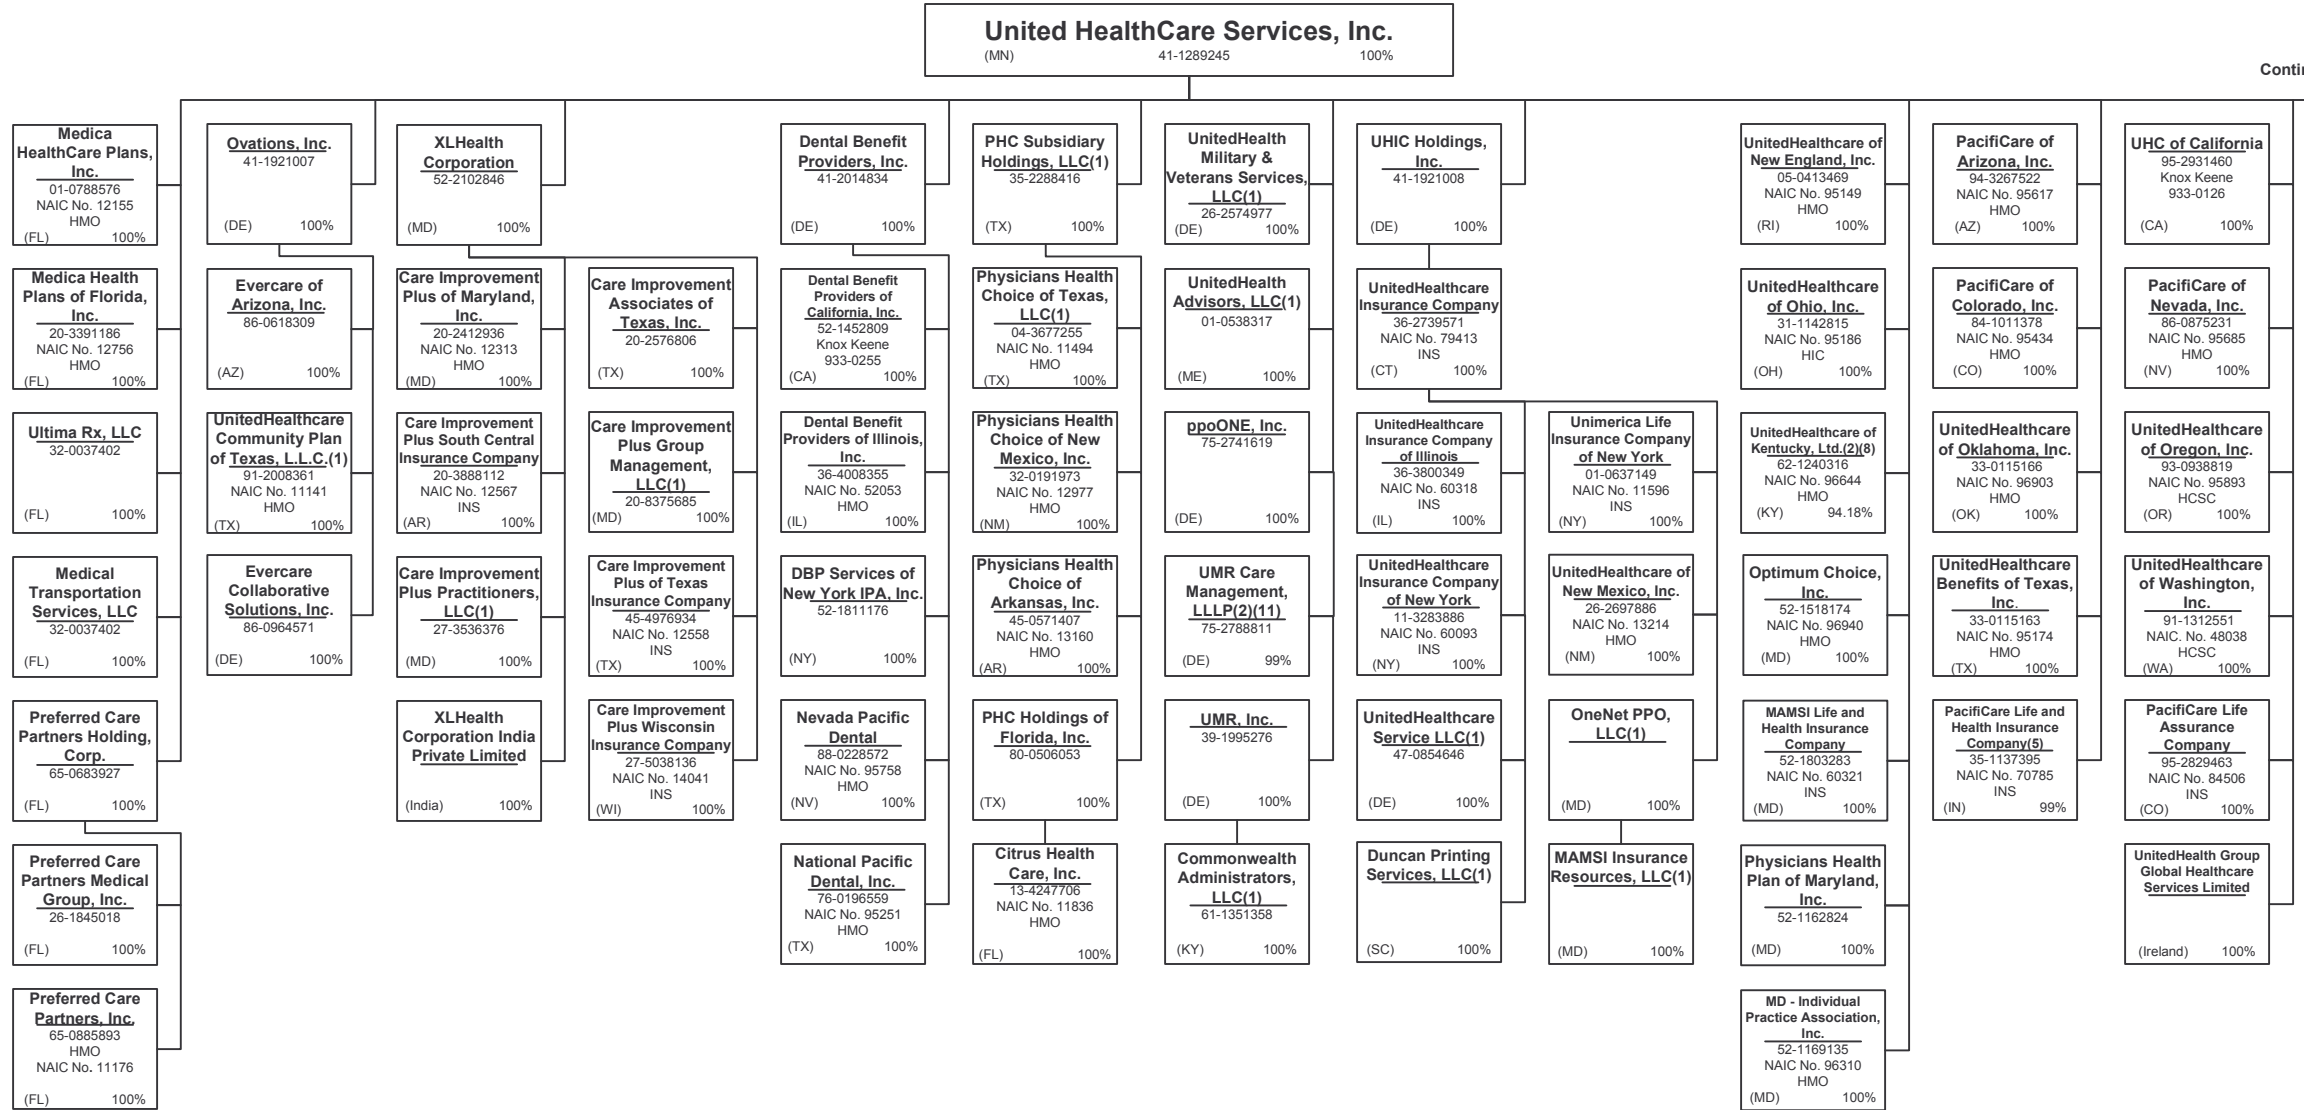 United HealthCare Services, Inc.
(MN) 41-1289245 100%
Contin
Medica
HealthCare Plans,
Inc.
01-0788576
NAIC No. 12155
HMO
(FL) 100%
Ovations, Inc.
41-1921007
(DE) 100%
XLHealth
Corporation
52-2102846
(MD) 100%
Dental Benefit
Providers, Inc.
41-2014834
(DE) 100%
PHC Subsidiary
Holdings, LLC(1)
35-2288416
(TX) 100%
UnitedHealth
Military &
Veterans Services,
LLC(1)
26-2574977
(DE) 100%
UHIC Holdings,
Inc.
41-1921008
(DE) 100%
UnitedHealthcare of
New England, Inc.
05-0413469
NAIC No. 95149
HMO
(RI) 100%
PacifiCare of
Arizona, Inc.
94-3267522
NAIC No. 95617
HMO
(AZ) 100%
UHC of California
95-2931460
Knox Keene
933-0126
(CA) 100%
Medica Health
Plans of Florida,
Inc.
20-3391186
NAIC No. 12756
HMO
(FL) 100%
Evercare of
Arizona, Inc.
86-0618309
(AZ) 100%
Care Improvement
Plus of Maryland,
Inc.
20-2412936
NAIC No. 12313
HMO
(MD) 100%
Care Improvement
Associates of
Texas, Inc.
20-2576806
(TX) 100%
Dental Benefit
Providers of
California, Inc.
52-1452809
Knox Keene
933-0255
(CA) 100%
Physicians Health
Choice of Texas,
LLC(1)
04-3677255
NAIC No. 11494
HMO
(TX) 100%
UnitedHealth
Advisors, LLC(1)
01-0538317
(ME) 100%
UnitedHealthcare
Insurance Company
36-2739571
NAIC No. 79413
INS
(CT) 100%
UnitedHealthcare
of Ohio, Inc.
31-1142815
NAIC No. 95186
HIC
(OH) 100%
PacifiCare of
Colorado, Inc.
84-1011378
NAIC No. 95434
HMO
(CO) 100%
PacifiCare of
Nevada, Inc.
86-0875231
NAIC No. 95685
HMO
(NV) 100%
Ultima Rx, LLC
32-0037402
(FL) 100%
UnitedHealthcare
Community Plan
of Texas, L.L.C.(1)
91-2008361
NAIC No. 11141
HMO
(TX) 100%
Care Improvement
Plus South Central
Insurance Company
20-3888112
NAIC No. 12567
INS
(AR) 100%
Care Improvement
Plus Group
Management,
LLC(1)
20-8375685
(MD) 100%
Dental Benefit
Providers of Illinois,
Inc.
36-4008355
NAIC No. 52053
HMO
(IL) 100%
Physicians Health
Choice of New
Mexico, Inc.
32-0191973
NAIC No. 12977
HMO
(NM) 100%
ppoONE, Inc.
75-2741619
(DE) 100%
UnitedHealthcare
Insurance Company
of Illinois
36-3800349
NAIC No. 60318
INS
(IL) 100%
Unimerica Life
Insurance Company
of New York
01-0637149
NAIC No. 11596
INS
(NY) 100%
UnitedHealthcare of
Kentucky, Ltd.(2)(8)
62-1240316
NAIC No. 96644
HMO
(KY) 94.18%
UnitedHealthcare
of Oklahoma, Inc.
33-0115166
NAIC No. 96903
HMO
(OK) 100%
UnitedHealthcare
of Oregon, Inc.
93-0938819
NAIC No. 95893
HCSC
(OR) 100%
Medical
Transportation
Services, LLC
32-0037402
(FL) 100%
Evercare
Collaborative
Solutions, Inc.
86-0964571
(DE) 100%
Care Improvement
Plus Practitioners,
LLC(1)
27-3536376
(MD) 100%
Care Improvement
Plus of Texas
Insurance Company
45-4976934
NAIC No. 12558
INS
(TX) 100%
DBP Services of
New York IPA, Inc.
52-1811176
(NY) 100%
Physicians Health
Choice of
Arkansas, Inc.
45-0571407
NAIC No. 13160
HMO
(AR) 100%
UMR Care
Management,
LLLP(2)(11)
75-2788811
(DE) 99%
UnitedHealthcare
Insurance Company
of New York
11-3283886
NAIC No. 60093
INS
(NY) 100%
UnitedHealthcare of
New Mexico, Inc.
26-2697886
NAIC No. 13214
HMO
(NM) 100%
Optimum Choice,
Inc.
52-1518174
NAIC No. 96940
HMO
(MD) 100%
UnitedHealthcare
Benefits of Texas,
Inc.
33-0115163
NAIC No. 95174
HMO
(TX) 100%
UnitedHealthcare
of Washington,
Inc.
91-1312551
NAIC. No. 48038
HCSC
(WA) 100%
Preferred Care
Partners Holding,
Corp.
65-0683927
(FL) 100%
XLHealth
Corporation India
Private Limited
(India) 100%
Care Improvement
Plus Wisconsin
Insurance Company
27-5038136
NAIC No. 14041
INS
(WI) 100%
Nevada Pacific
Dental
88-0228572
NAIC No. 95758
HMO
(NV) 100%
PHC Holdings of
Florida, Inc.
80-0506053
(TX) 100%
UMR, Inc.
39-1995276
(DE) 100%
UnitedHealthcare
Service LLC(1)
47-0854646
(DE) 100%
OneNet PPO,
LLC(1)
(MD) 100%
MAMSI Life and
Health Insurance
Company
52-1803283
NAIC No. 60321
INS
(MD) 100%
PacifiCare Life and
Health Insurance
Company(5)
35-1137395
NAIC No. 70785
INS
(IN) 99%
PacifiCare Life
Assurance
Company
95-2829463
NAIC No. 84506
INS
(CO) 100%
Preferred Care
Partners Medical
Group, Inc.
26-1845018
(FL) 100%
National Pacific
Dental, Inc.
76-0196559
NAIC No. 95251
HMO
(TX) 100%
Citrus Health
Care, Inc.
13-4247706
NAIC No. 11836
HMO
(FL) 100%
Commonwealth
Administrators,
LLC(1)
61-1351358
(KY) 100%
Duncan Printing
Services, LLC(1)
(SC) 100%
MAMSI Insurance
Resources, LLC(1)
(MD) 100%
Physicians Health
Plan of Maryland,
Inc.
52-1162824
(MD) 100%
UnitedHealth Group
Global Healthcare
Services Limited
(Ireland) 100%
Preferred Care
Partners, Inc.
65-0885893
HMO
NAIC No. 11176
(FL) 100%
MD - Individual
Practice Association,
Inc.
52-1169135
NAIC No. 96310
HMO
(MD) 100%